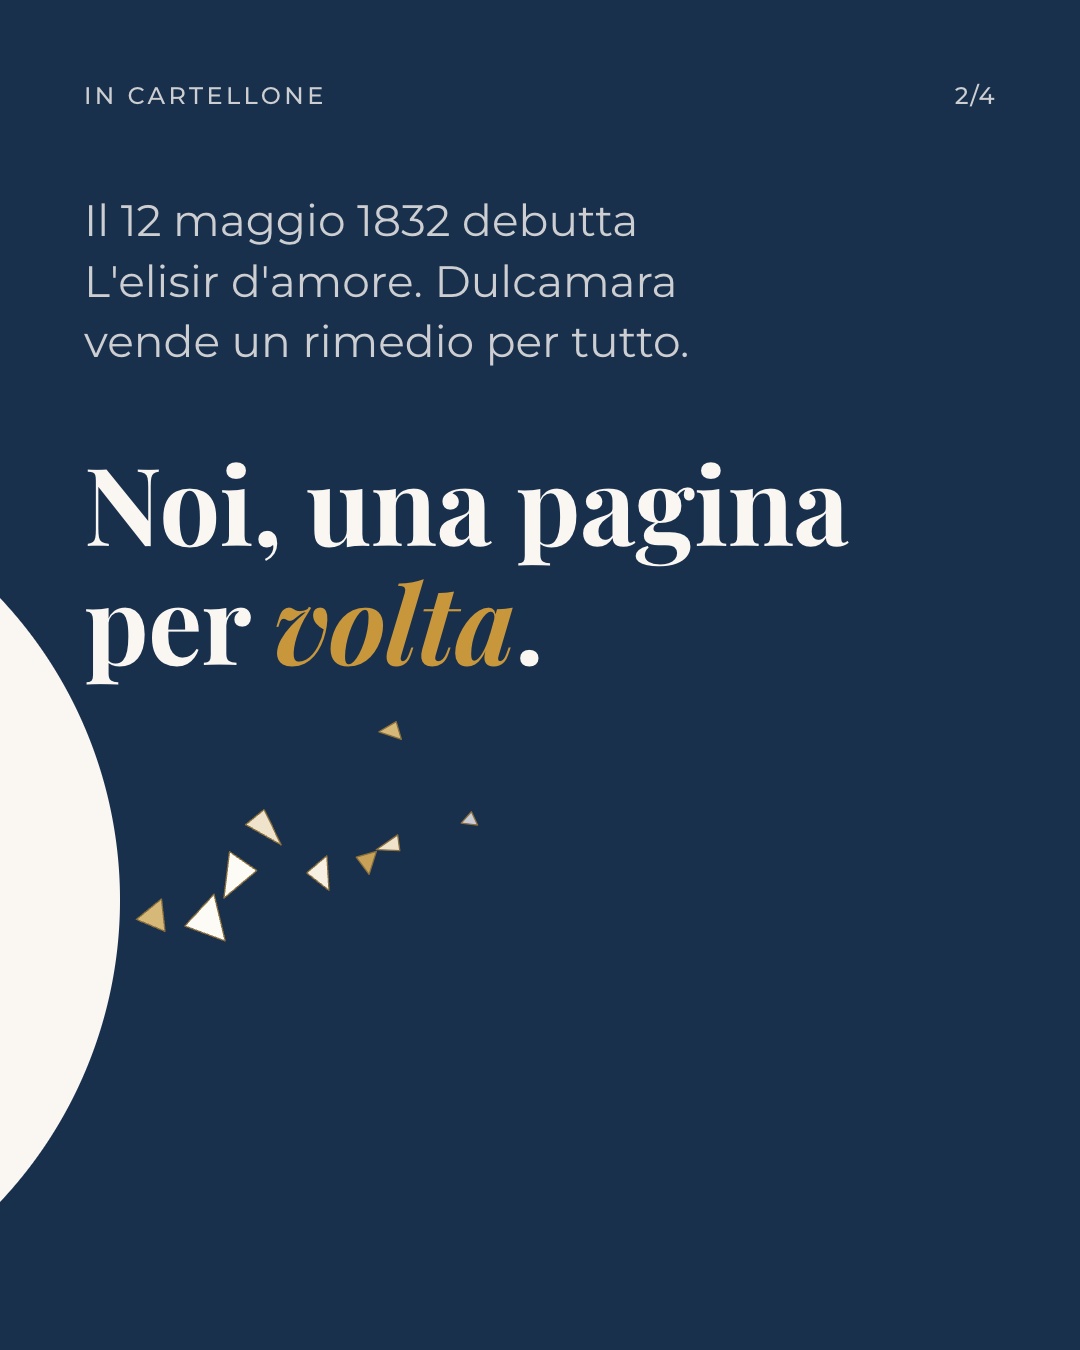 IN CARTELLONE
2/4
Il 12 maggio 1832 debutta
L'elisir d'amore. Dulcamara
vende un rimedio per tutto.
Noi, una pagina
per volta.